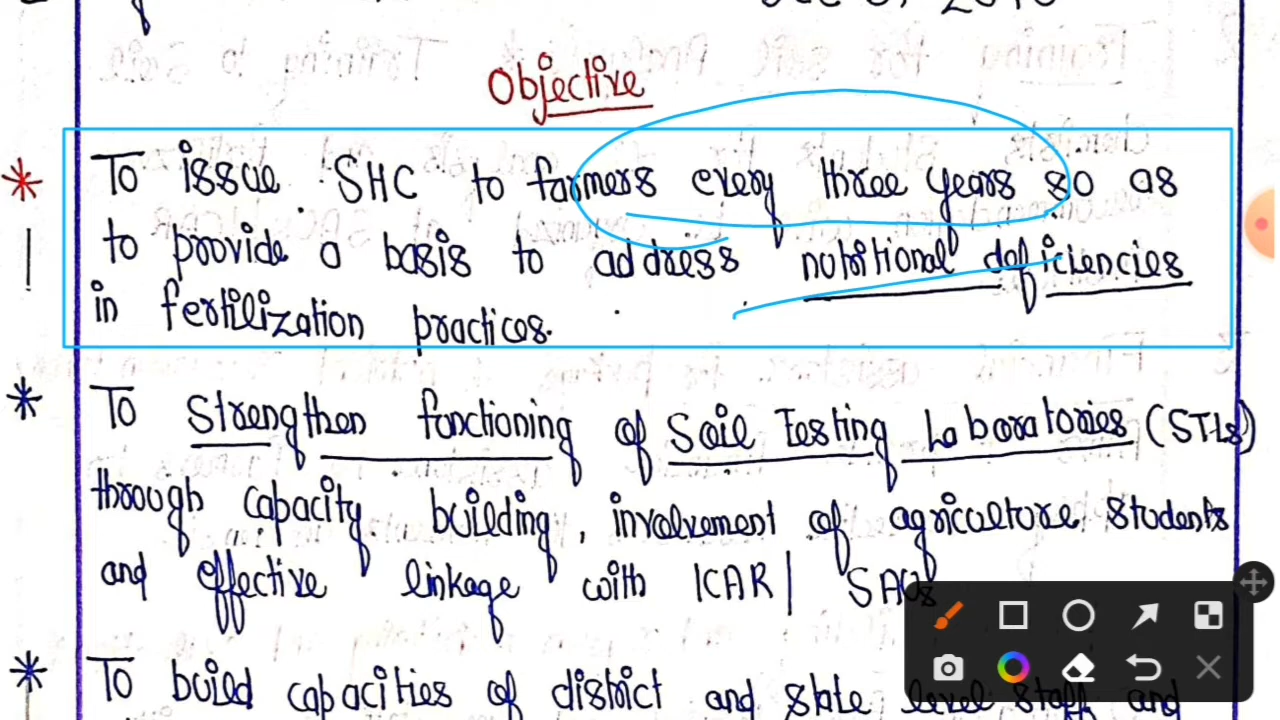 Objective
* To issue SHC to farmers every three years so as
to provide a basis to address nutritional deficiencies
in fertilization practices.
* To Strengthen functioning of Soil Testing Laboratories (STLs)
through capacity building, involvement of agriculture students
and effective linkage with ICAR| SAUs
* To build capacities of district and state level staff and